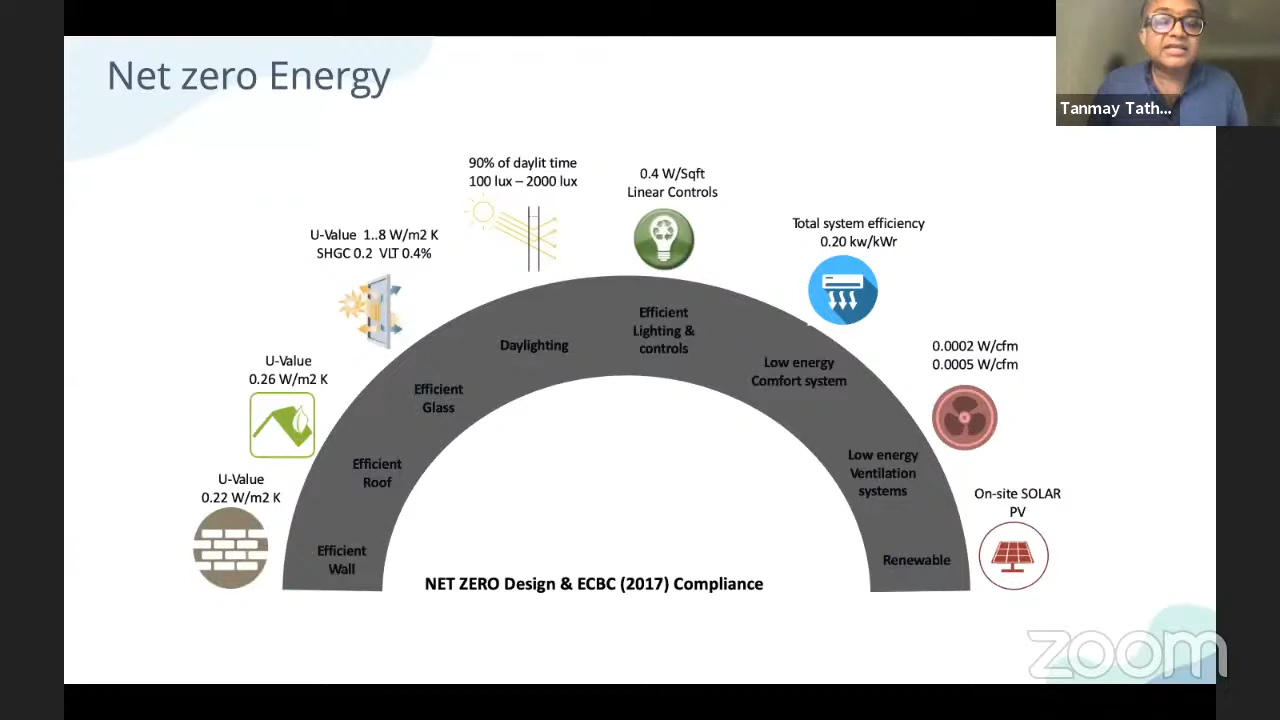 Net zero Energy
Tanmay Tath...
90% of daylit time
100 lux – 2000 lux
0.4 W/Sqft
Linear Controls
U-Value 1..8 W/m2 K
SHGC 0.2 VLT 0.4%
Total system efficiency
0.20 kw/kWr
U-Value
0.26 W/m2 K
0.0002 W/cfm
0.0005 W/cfm
U-Value
0.22 W/m2 K
On-site SOLAR
PV
Efficient
Wall
Efficient
Roof
Efficient
Glass
Daylighting
Efficient
Lighting &
controls
Low energy
Comfort system
Low energy
Ventilation
systems
Renewable
NET ZERO Design & ECBC (2017) Compliance
zoom